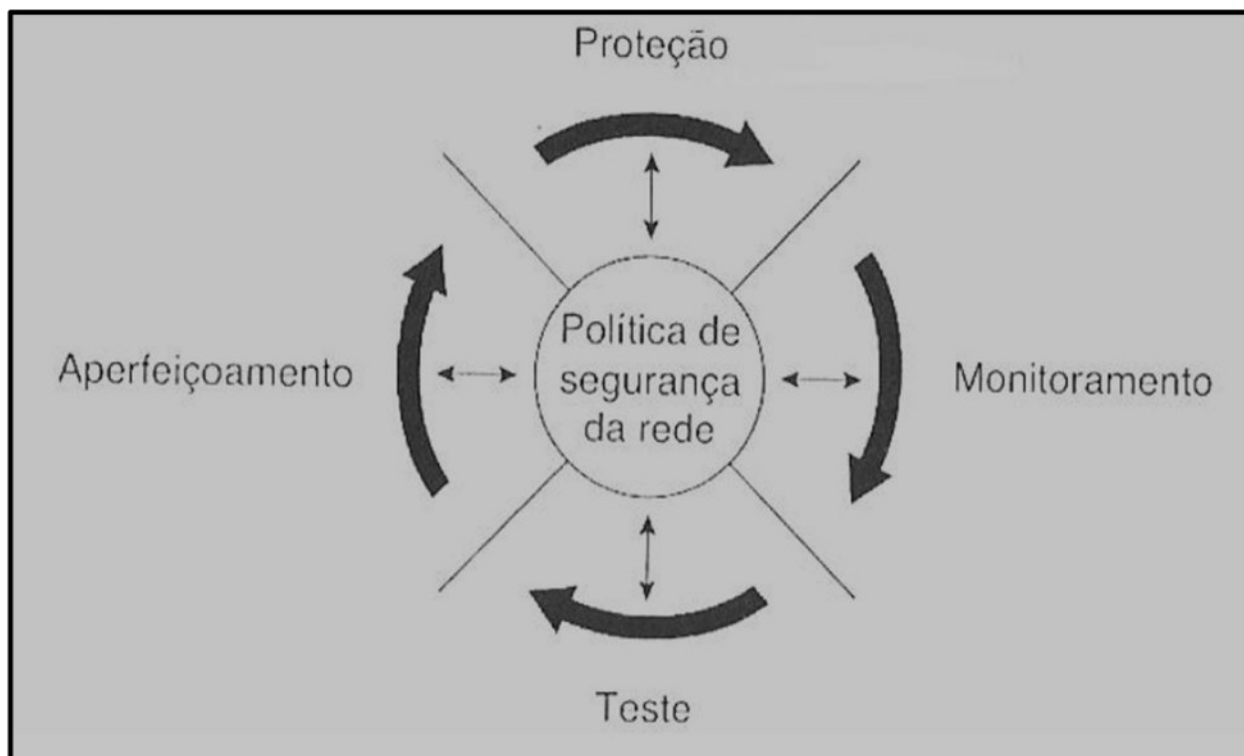 Proteção
Política de
segurança
da rede
Aperfeiçoamento
Monitoramento
Teste